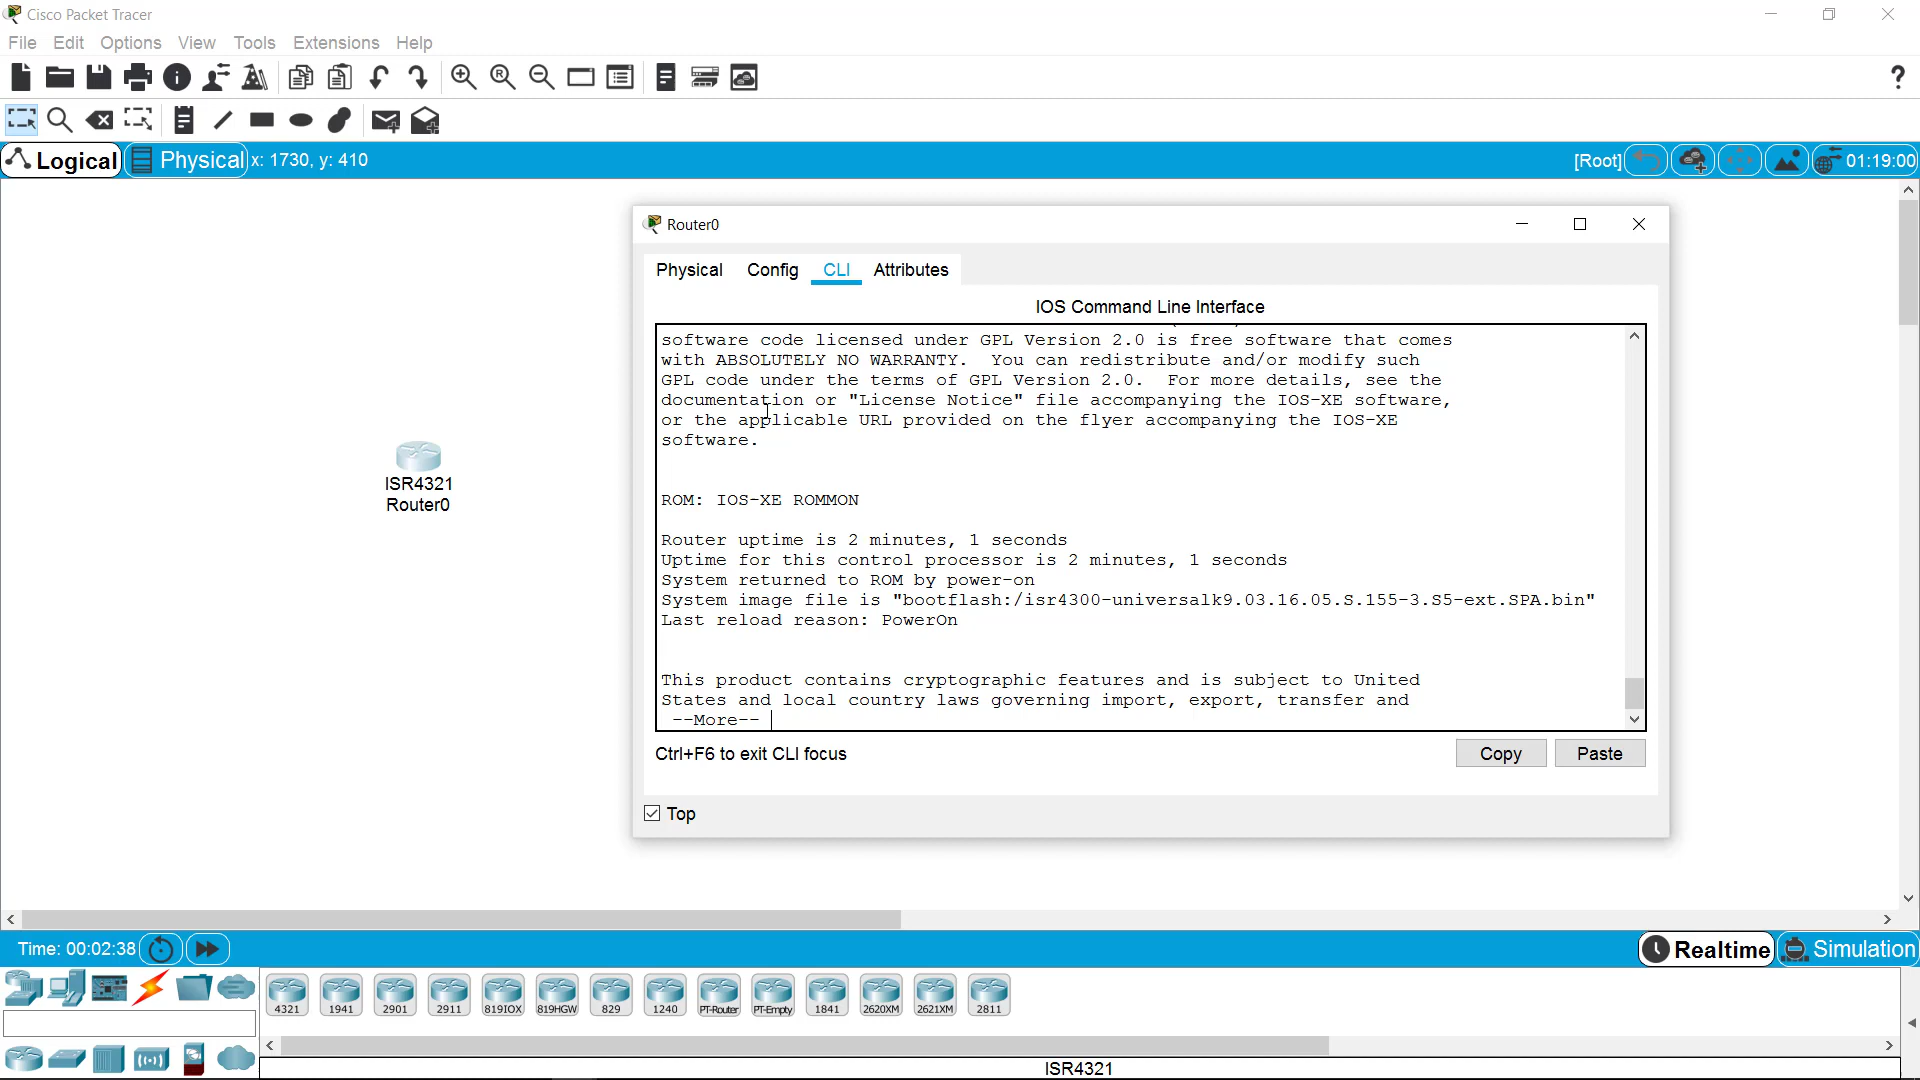 Cisco Packet Tracer
File Edit Options View Tools Extensions Help
Logical Physical x: 1730, y: 410 [Root] 01:19:00
Router0
Physical Config CLI Attributes
IOS Command Line Interface
software code licensed under GPL Version 2.0 is free software that comes
with ABSOLUTELY NO WARRANTY. You can redistribute and/or modify such
GPL code under the terms of GPL Version 2.0. For more details, see the
documentation or "License Notice" file accompanying the IOS-XE software,
or the applicable URL provided on the flyer accompanying the IOS-XE
software.
ROM: IOS-XE ROMMON
Router uptime is 2 minutes, 1 seconds
Uptime for this control processor is 2 minutes, 1 seconds
System returned to ROM by power-on
System image file is "bootflash:/isr4300-universalk9.03.16.05.S.155-3.S5-ext.SPA.bin"
Last reload reason: PowerOn
This product contains cryptographic features and is subject to United
States and local country laws governing import, export, transfer and
--More--
Ctrl+F6 to exit CLI focus Copy Paste
Top
ISR4321
Router0
Time: 00:02:38 Realtime Simulation
4321 1941 2901 2911 819IOX 819HGW 829 1240 PT-Router PT-Empty 1841 2620XM 2621XM 2811
ISR4321